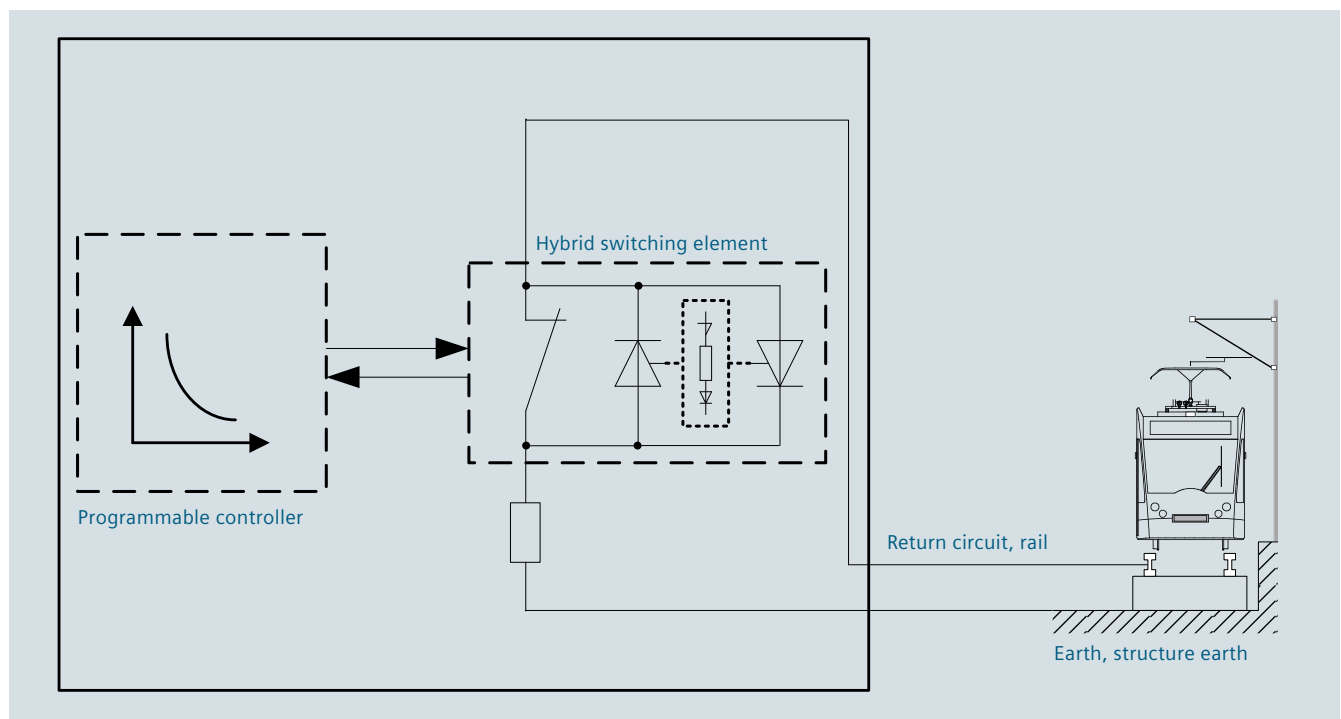 Hybrid switching element
Programmable controller
Return circuit, rail
Earth, structure earth